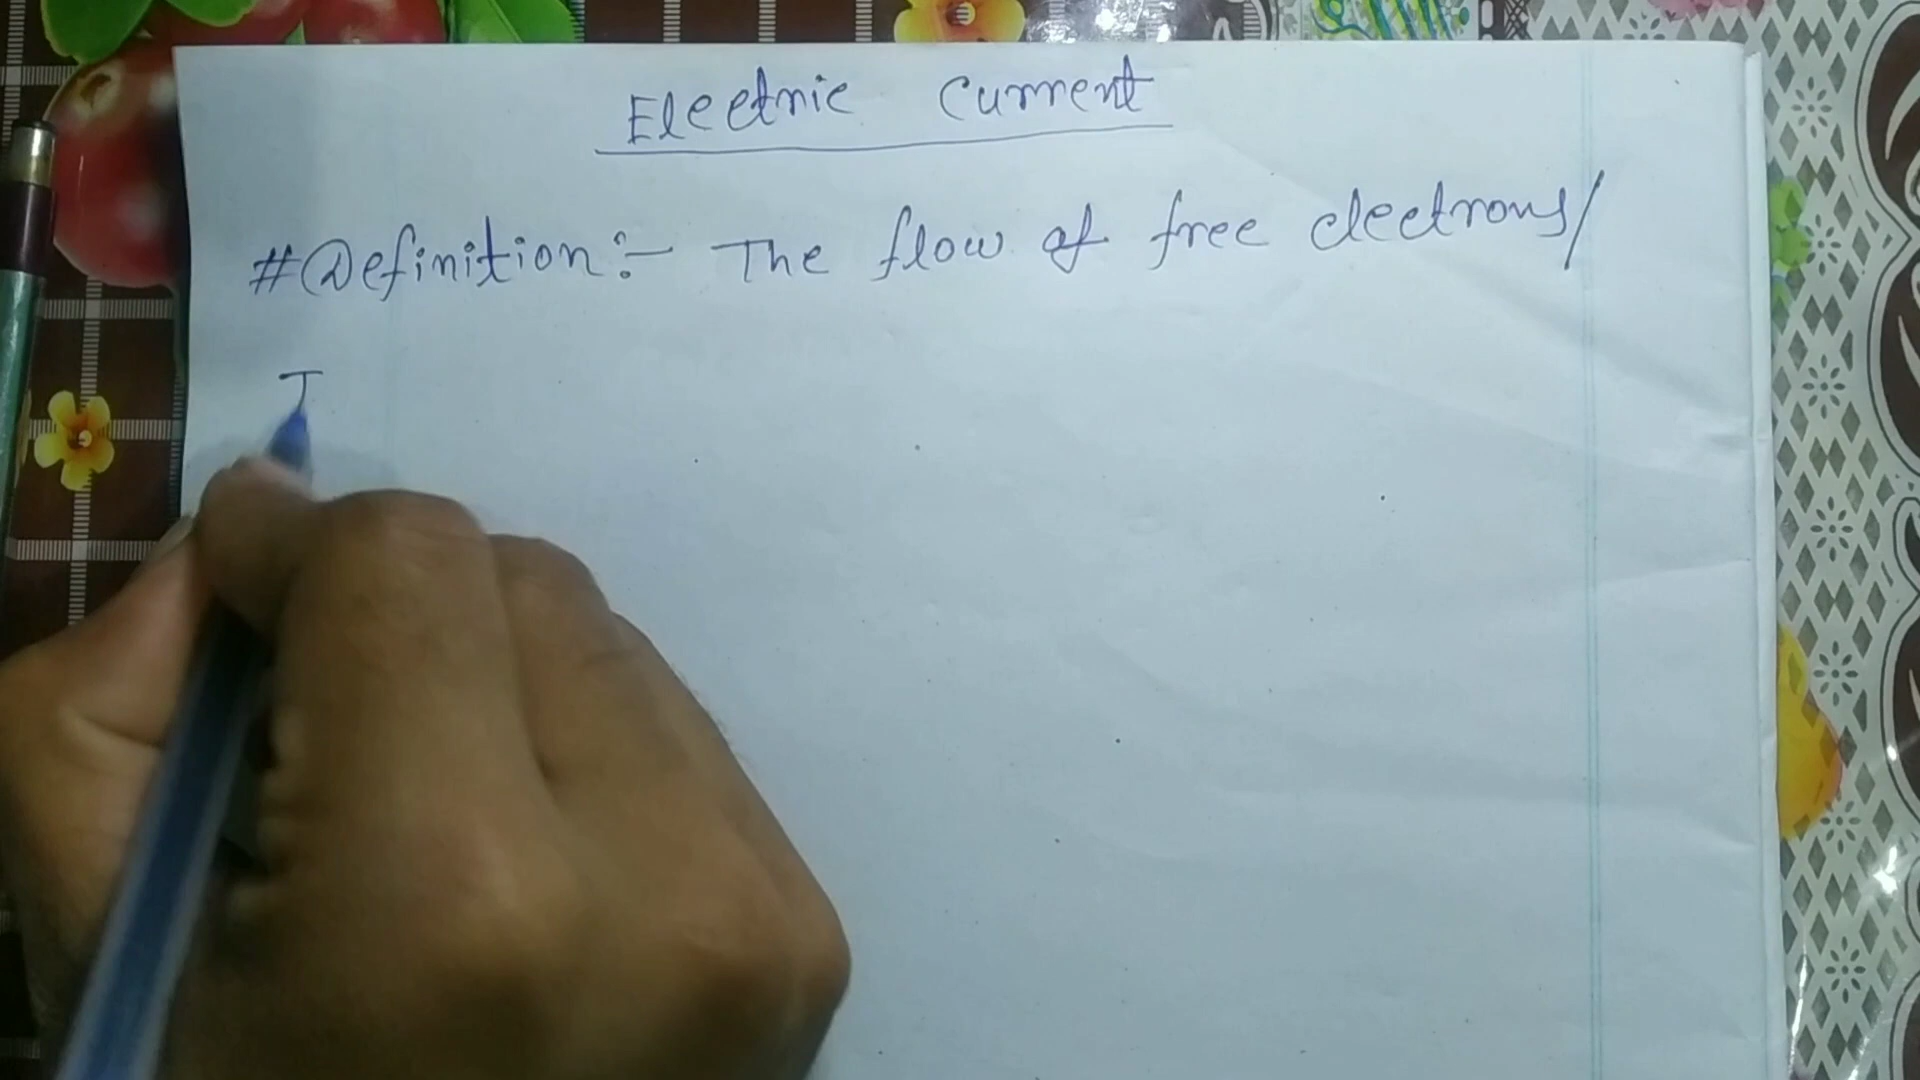 Electric Current
#Definition:- The flow of free electrons/
T